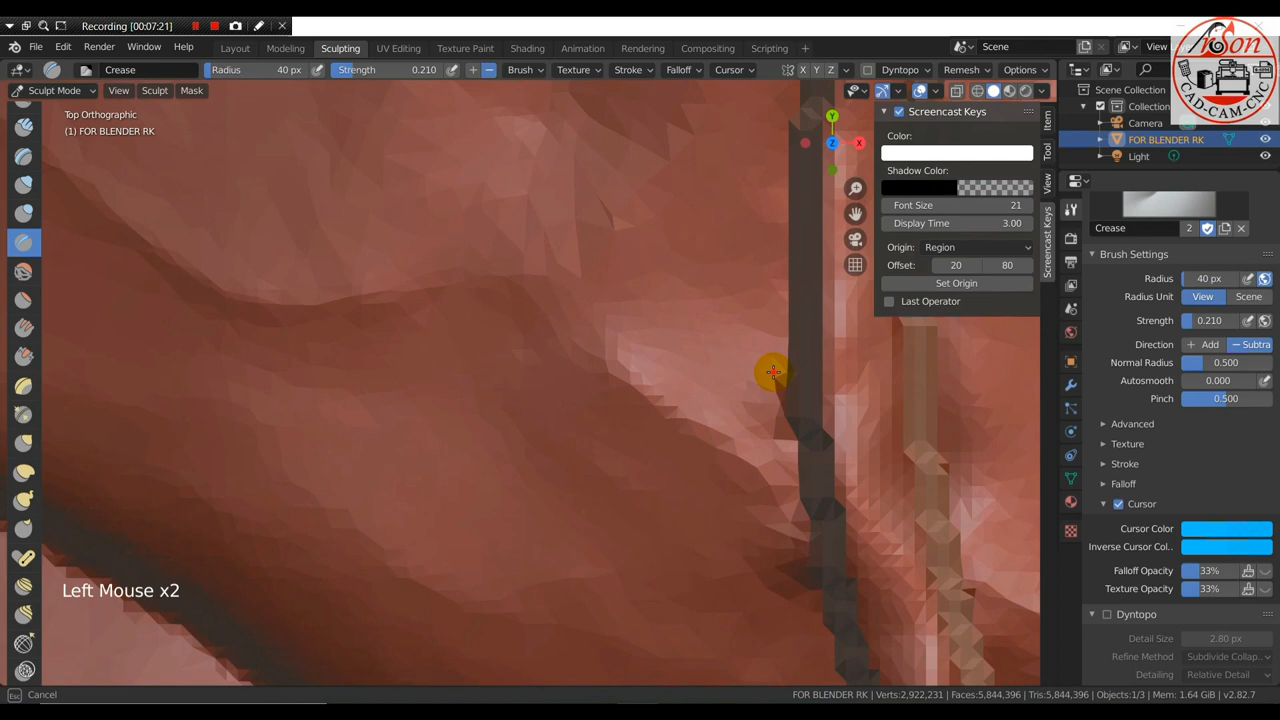 Recording [00:07:21]
File Edit Render Window Help Layout Modeling Sculpting UV Editing Texture Paint Shading Animation Rendering Compositing Scripting + Scene View
Crease Radius 40 px Strength 0.210 Brush Texture Stroke Falloff Cursor X Y Z Dyntopo Remesh Options
Sculpt Mode View Sculpt Mask
Top Orthographic
(1) FOR BLENDER RK
Y
Z
X
Screencast Keys
Color:
Shadow Color:
Font Size 21
Display Time 3.00
Origin: Region
Offset: 20 80
Set Origin
Last Operator
Item
Tool
View
Screencast Keys
OrSon
CAD-CAM-CNC
Scene Collection
Collection
Camera
FOR BLENDER RK
Light
Crease 2
Brush Settings
Radius 40 px
Radius Unit View Scene
Strength 0.210
Direction + Add − Subtra
Normal Radius 0.500
Autosmooth 0.000
Pinch 0.500
Advanced
Texture
Stroke
Falloff
Cursor
Cursor Color
Inverse Cursor Col..
Falloff Opacity 33%
Texture Opacity 33%
Dyntopo
Detail Size 2.80 px
Refine Method Subdivide Collap..
Detailing Relative Detail
Left Mouse x2
Esc Cancel
FOR BLENDER RK | Verts:2,922,231 | Faces:5,844,396 | Tris:5,844,396 | Objects:1/3 | Mem: 1.64 GiB | v2.82.7